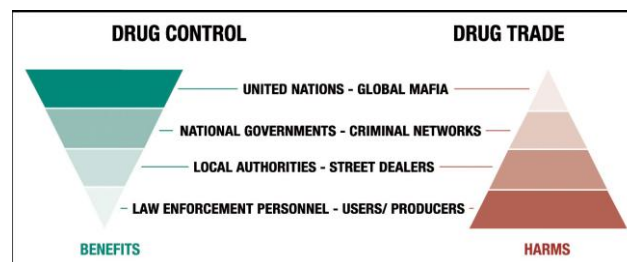 DRUG CONTROL
DRUG TRADE
UNITED NATIONS - GLOBAL MAFIA
NATIONAL GOVERNMENTS - CRIMINAL NETWORKS
LOCAL AUTHORITIES - STREET DEALERS
LAW ENFORCEMENT PERSONNEL - USERS/ PRODUCERS
BENEFITS
HARMS